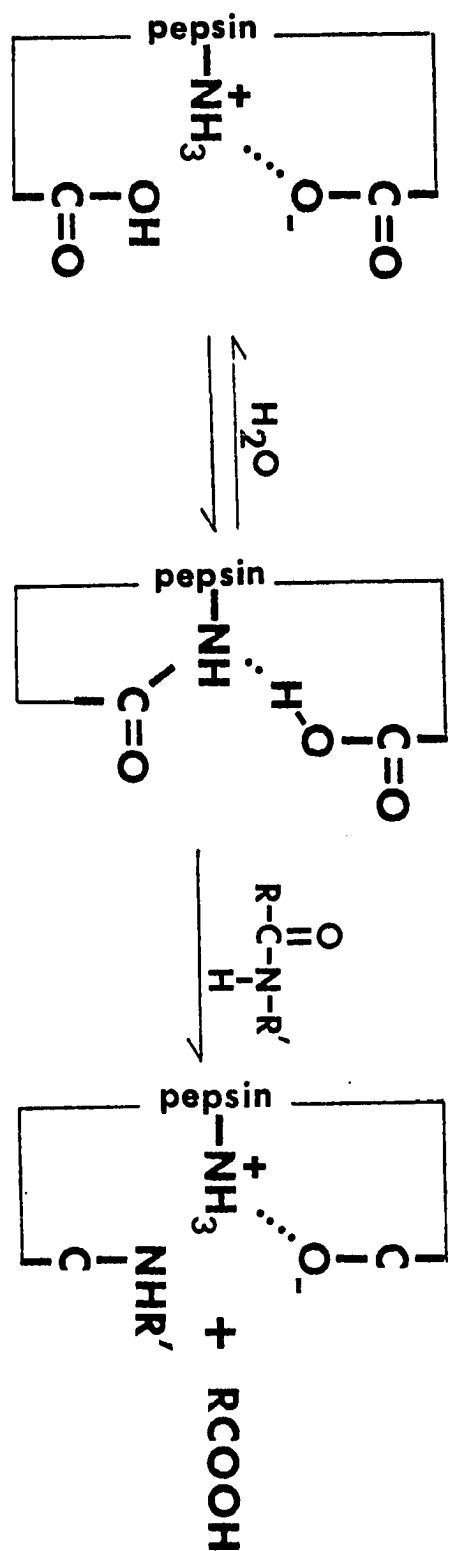 pepsin
–NH3+ ····· O-–C=O
C=O–OH
H2O
pepsin
–NH ··· H–O–C=O
C=O
R–C–N–R'
O
H
pepsin
–NH3+ ····· O-–C–
–C–NHR'
+ RCOOH